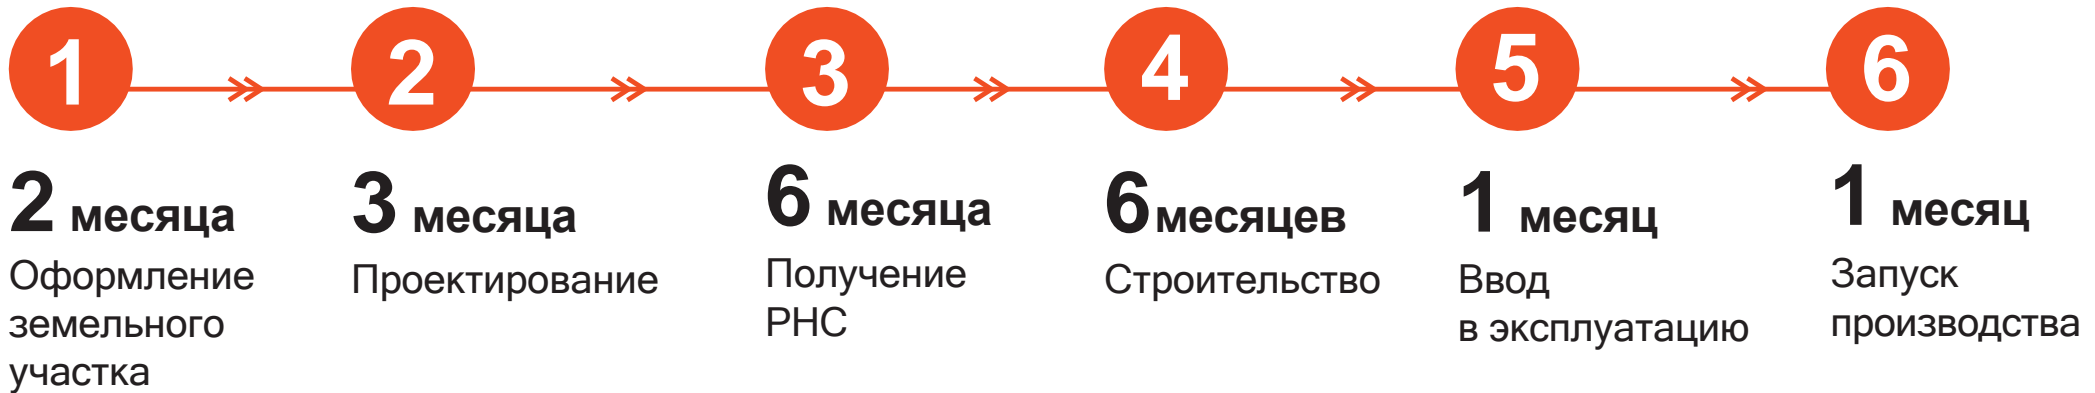 1
2
3
4
5
6
2 месяца
Оформление
земельного
участка
3 месяца
Проектирование
6 месяца
Получение
РНС
6 месяцев
Строительство
1 месяц
Ввод
в эксплуатацию
1 месяц
Запуск
производства